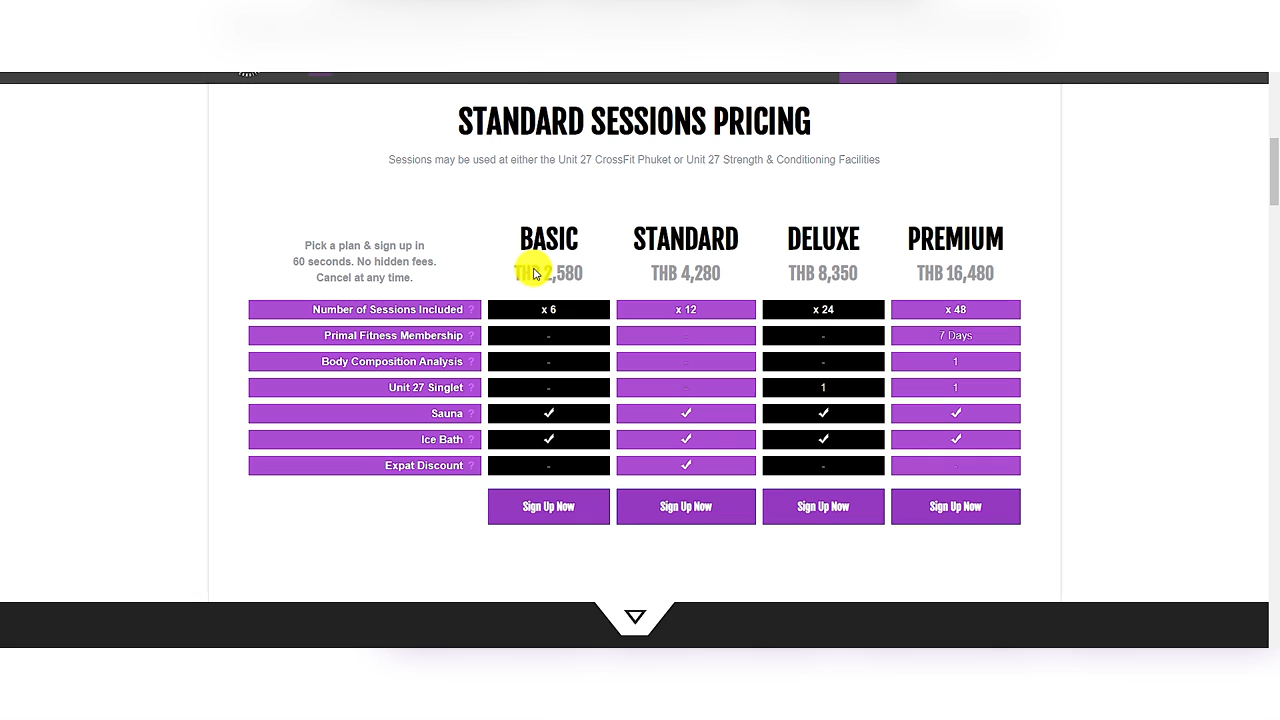 STANDARD SESSIONS PRICING
Sessions may be used at either the Unit 27 CrossFit Phuket or Unit 27 Strength & Conditioning Facilities
Pick a plan & sign up in
60 seconds. No hidden fees.
Cancel at any time.
BASIC STANDARD DELUXE PREMIUM
THB 2,580 THB 4,280 THB 8,350 THB 16,480
Number of Sessions Included ? x 6 x 12 x 24 x 48
Primal Fitness Membership ? - - - 7 Days
Body Composition Analysis ? - - - 1
Unit 27 Singlet ? - - 1 1
Sauna ? ✓ ✓ ✓ ✓
Ice Bath ? ✓ ✓ ✓ ✓
Expat Discount ? - ✓ - -
Sign Up Now Sign Up Now Sign Up Now Sign Up Now